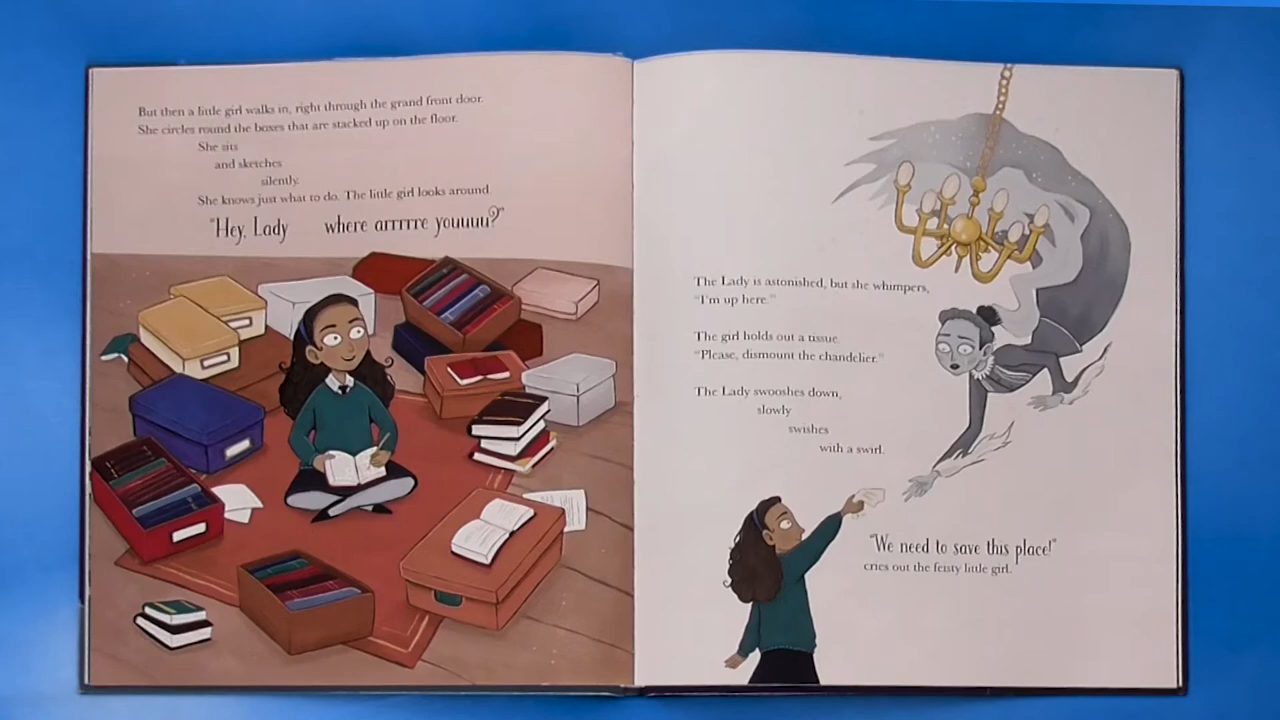 But then a little girl walks in, right through the grand front door.
She circles round the boxes that are stacked up on the floor.
She sits
and sketches
silently.
She knows just what to do. The little girl looks around.
"Hey, Lady where arrrrre youuuu?"
The Lady is astonished, but she whimpers,
"I'm up here."
The girl holds out a tissue.
"Please, dismount the chandelier."
The Lady swooshes down,
slowly
swishes
with a swirl.
"We need to save this place!"
cries out the feisty little girl.